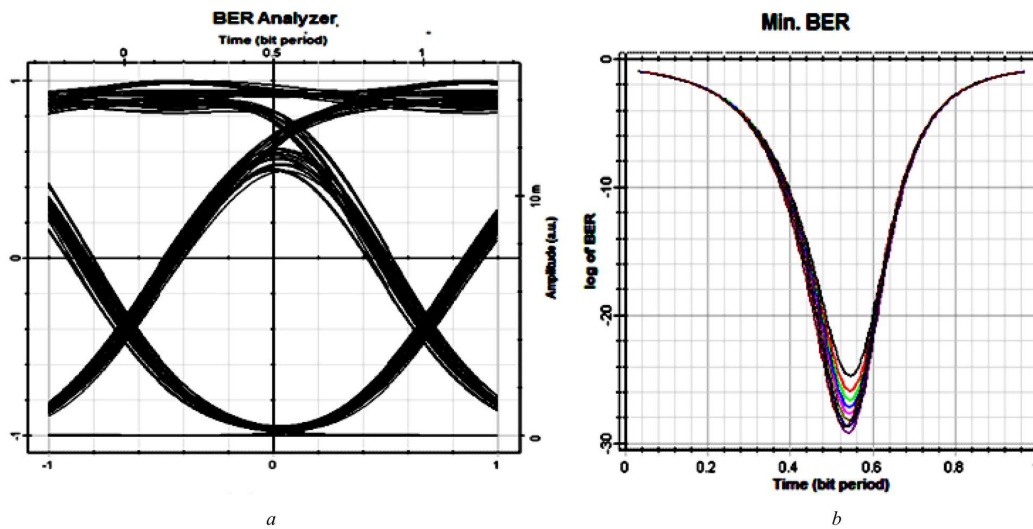 BER Analyzer
Time (bit period)
0 0.5 1
1
0
-1
10 m
0
Amplitude (a.u.)
-1 0 1
a
Min. BER
0
-10
-20
-30
log of BER
0 0.2 0.4 0.6 0.8 1
Time (bit period)
b